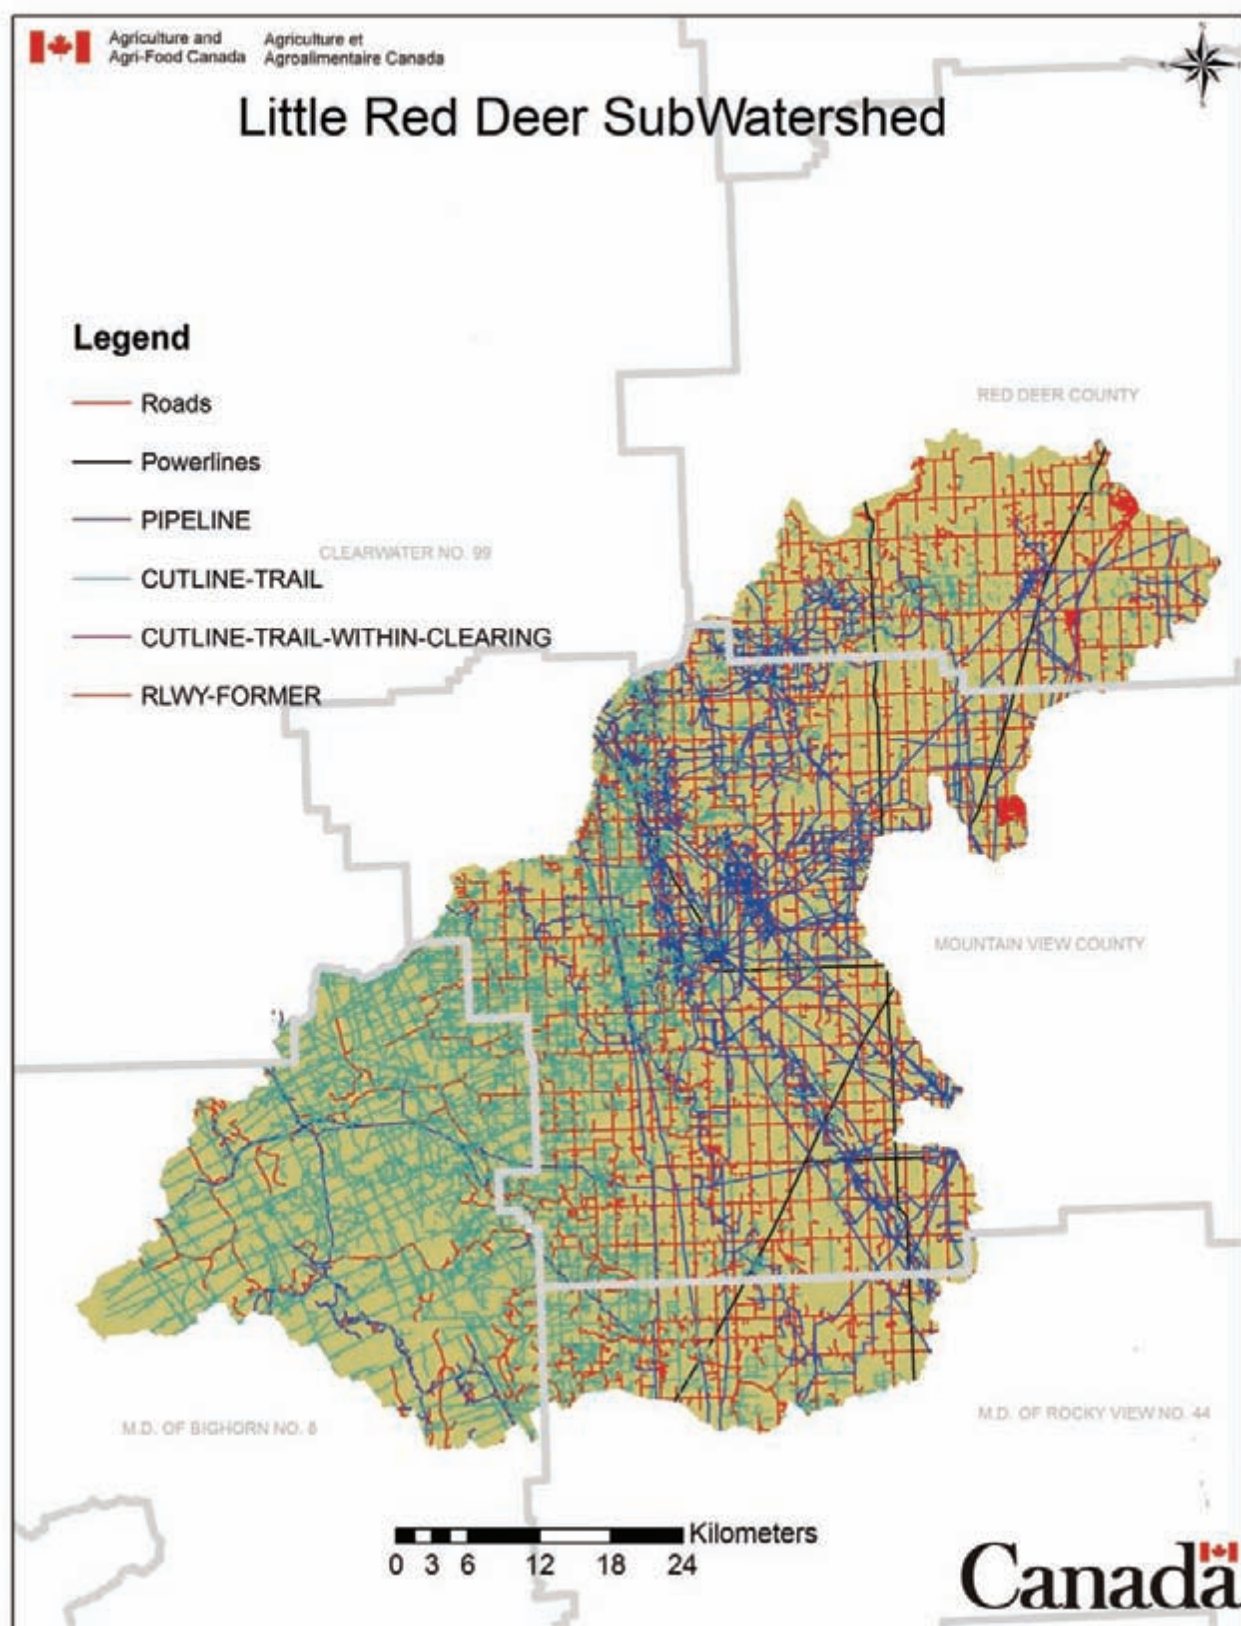 Agriculture and
Agri-Food Canada
Agriculture et
Agroalimentaire Canada
Little Red Deer SubWatershed
Legend
Roads
Powerlines
PIPELINE
CUTLINE-TRAIL
CUTLINE-TRAIL-WITHIN-CLEARING
RLWY-FORMER
RED DEER COUNTY
CLEARWATER NO. 99
MOUNTAIN VIEW COUNTY
M.D. OF BIGHORN NO. 8
M.D. OF ROCKY VIEW NO. 44
Kilometers
0 3 6 12 18 24
Canada